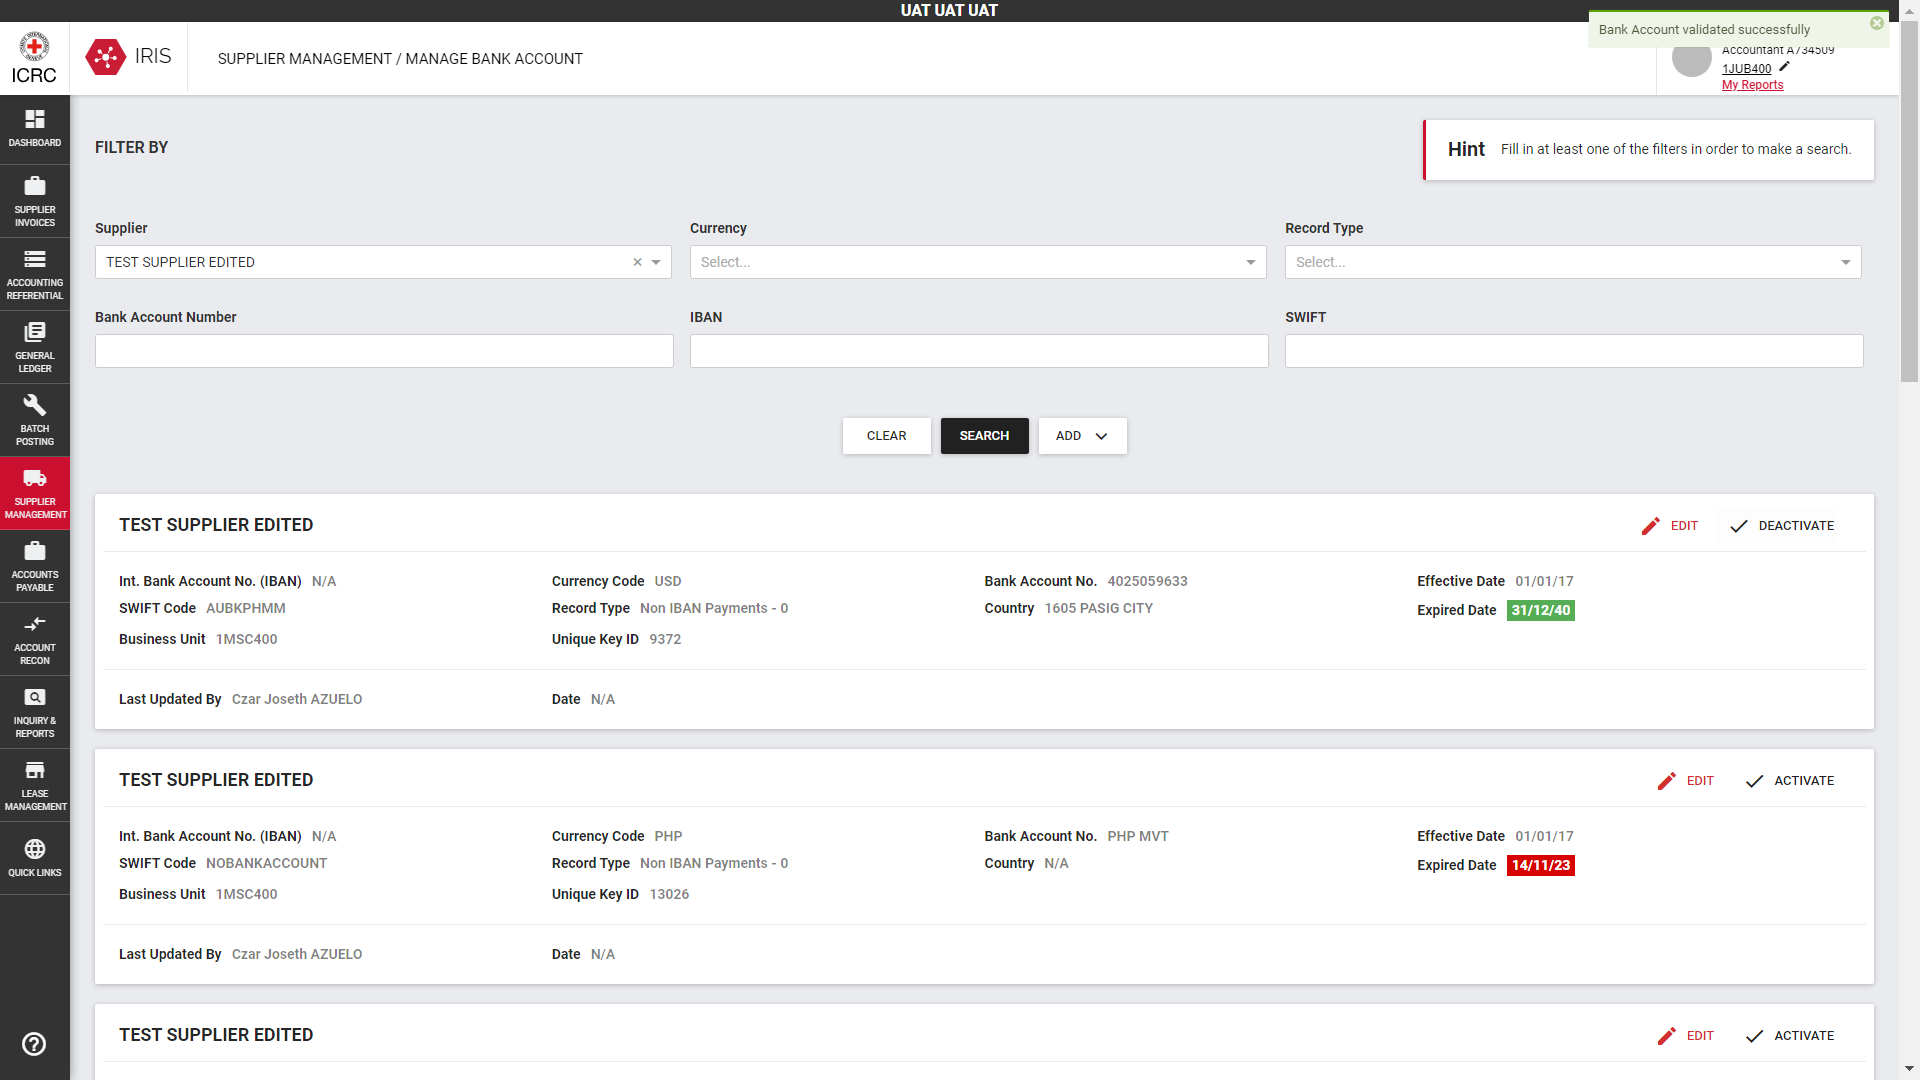 UAT UAT UAT
Bank Account validated successfully
ICRC
IRIS
SUPPLIER MANAGEMENT / MANAGE BANK ACCOUNT
Accountant A734509
1JUB400
My Reports
DASHBOARD
SUPPLIER
INVOICES
ACCOUNTING
REFERENTIAL
GENERAL
LEDGER
BATCH
POSTING
SUPPLIER
MANAGEMENT
ACCOUNTS
PAYABLE
ACCOUNT
RECON
INQUIRY &
REPORTS
LEASE
MANAGEMENT
QUICK LINKS
FILTER BY
Hint Fill in at least one of the filters in order to make a search.
Supplier Currency Record Type
TEST SUPPLIER EDITED Select... Select...
Bank Account Number IBAN SWIFT
CLEAR SEARCH ADD
TEST SUPPLIER EDITED EDIT DEACTIVATE
Int. Bank Account No. (IBAN) N/A Currency Code USD Bank Account No. 4025059633 Effective Date 01/01/17
SWIFT Code AUBKPHMM Record Type Non IBAN Payments - 0 Country 1605 PASIG CITY Expired Date 31/12/40
Business Unit 1MSC400 Unique Key ID 9372
Last Updated By Czar Joseth AZUELO Date N/A
TEST SUPPLIER EDITED EDIT ACTIVATE
Int. Bank Account No. (IBAN) N/A Currency Code PHP Bank Account No. PHP MVT Effective Date 01/01/17
SWIFT Code NOBANKACCOUNT Record Type Non IBAN Payments - 0 Country N/A Expired Date 14/11/23
Business Unit 1MSC400 Unique Key ID 13026
Last Updated By Czar Joseth AZUELO Date N/A
TEST SUPPLIER EDITED EDIT ACTIVATE